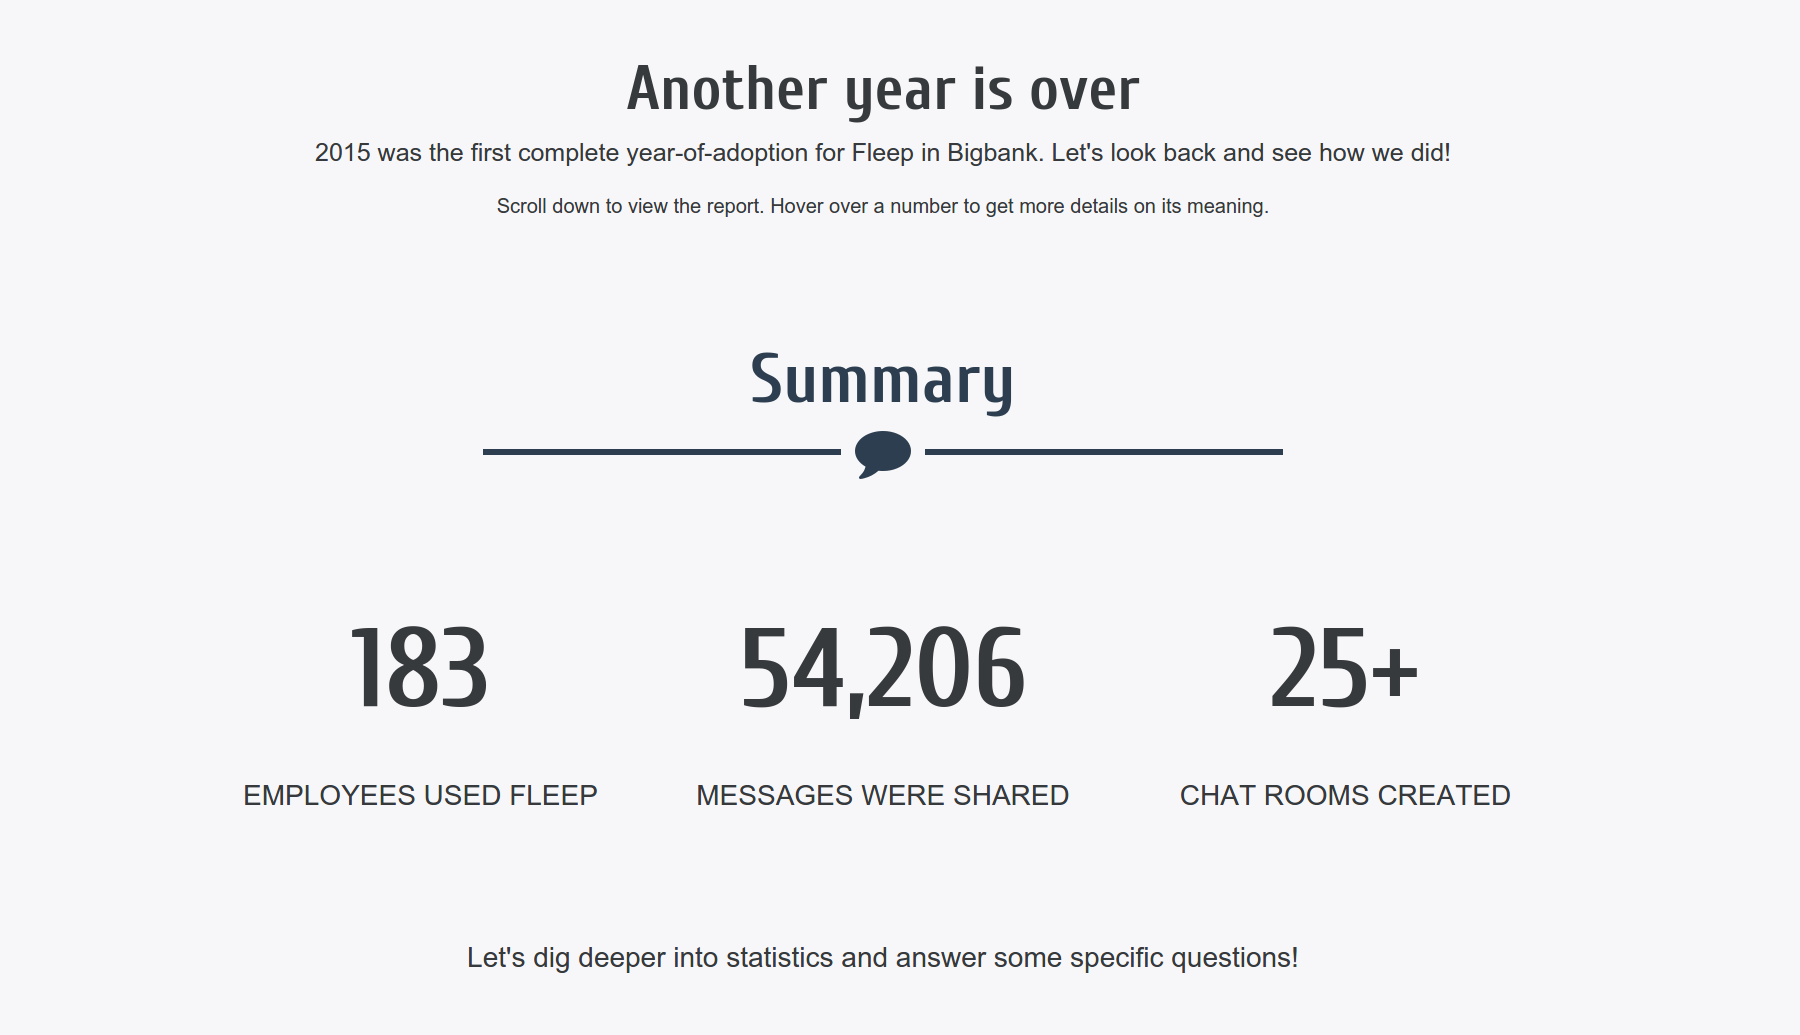 Another year is over
2015 was the first complete year-of-adoption for Fleep in Bigbank. Let's look back and see how we did!
Scroll down to view the report. Hover over a number to get more details on its meaning.
Summary
183
54,206
25+
EMPLOYEES USED FLEEP
MESSAGES WERE SHARED
CHAT ROOMS CREATED
Let's dig deeper into statistics and answer some specific questions!